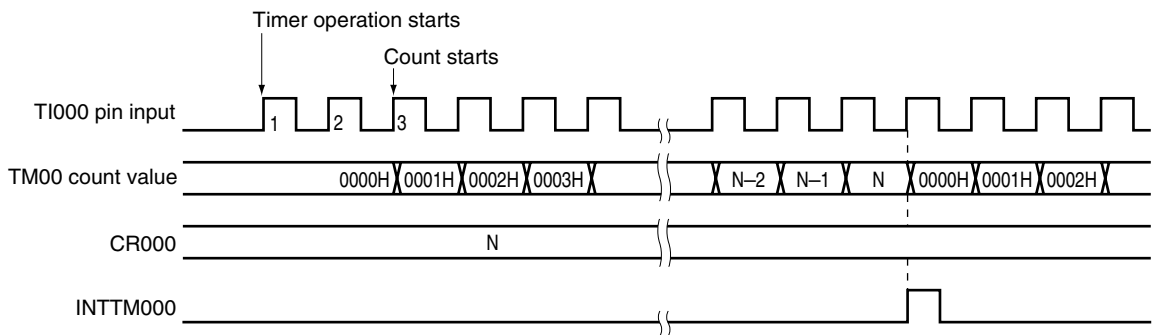 Timer operation starts
Count starts
TI000 pin input
1 2 3
TM00 count value
0000H 0001H 0002H 0003H N–2 N–1 N 0000H 0001H 0002H
CR000
N
INTTM000